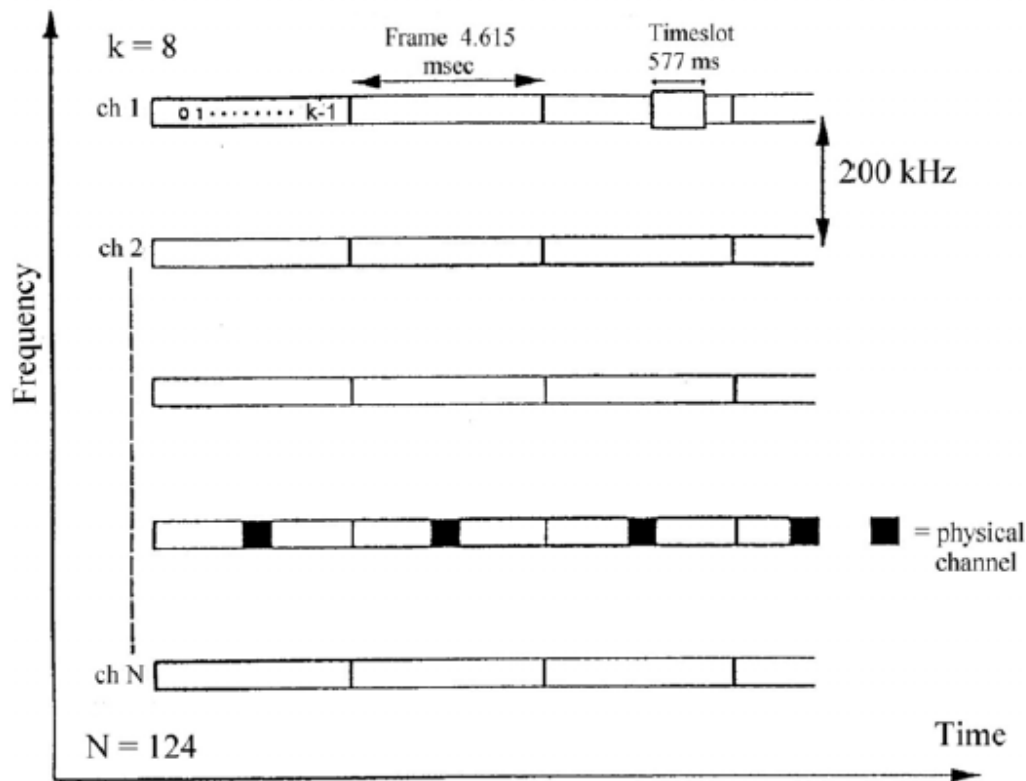 k = 8
Frame 4.615
msec
Timeslot
577 ms
ch 1
0 1 ········ k-1
200 kHz
ch 2
Frequency
= physical
channel
ch N
N = 124
Time